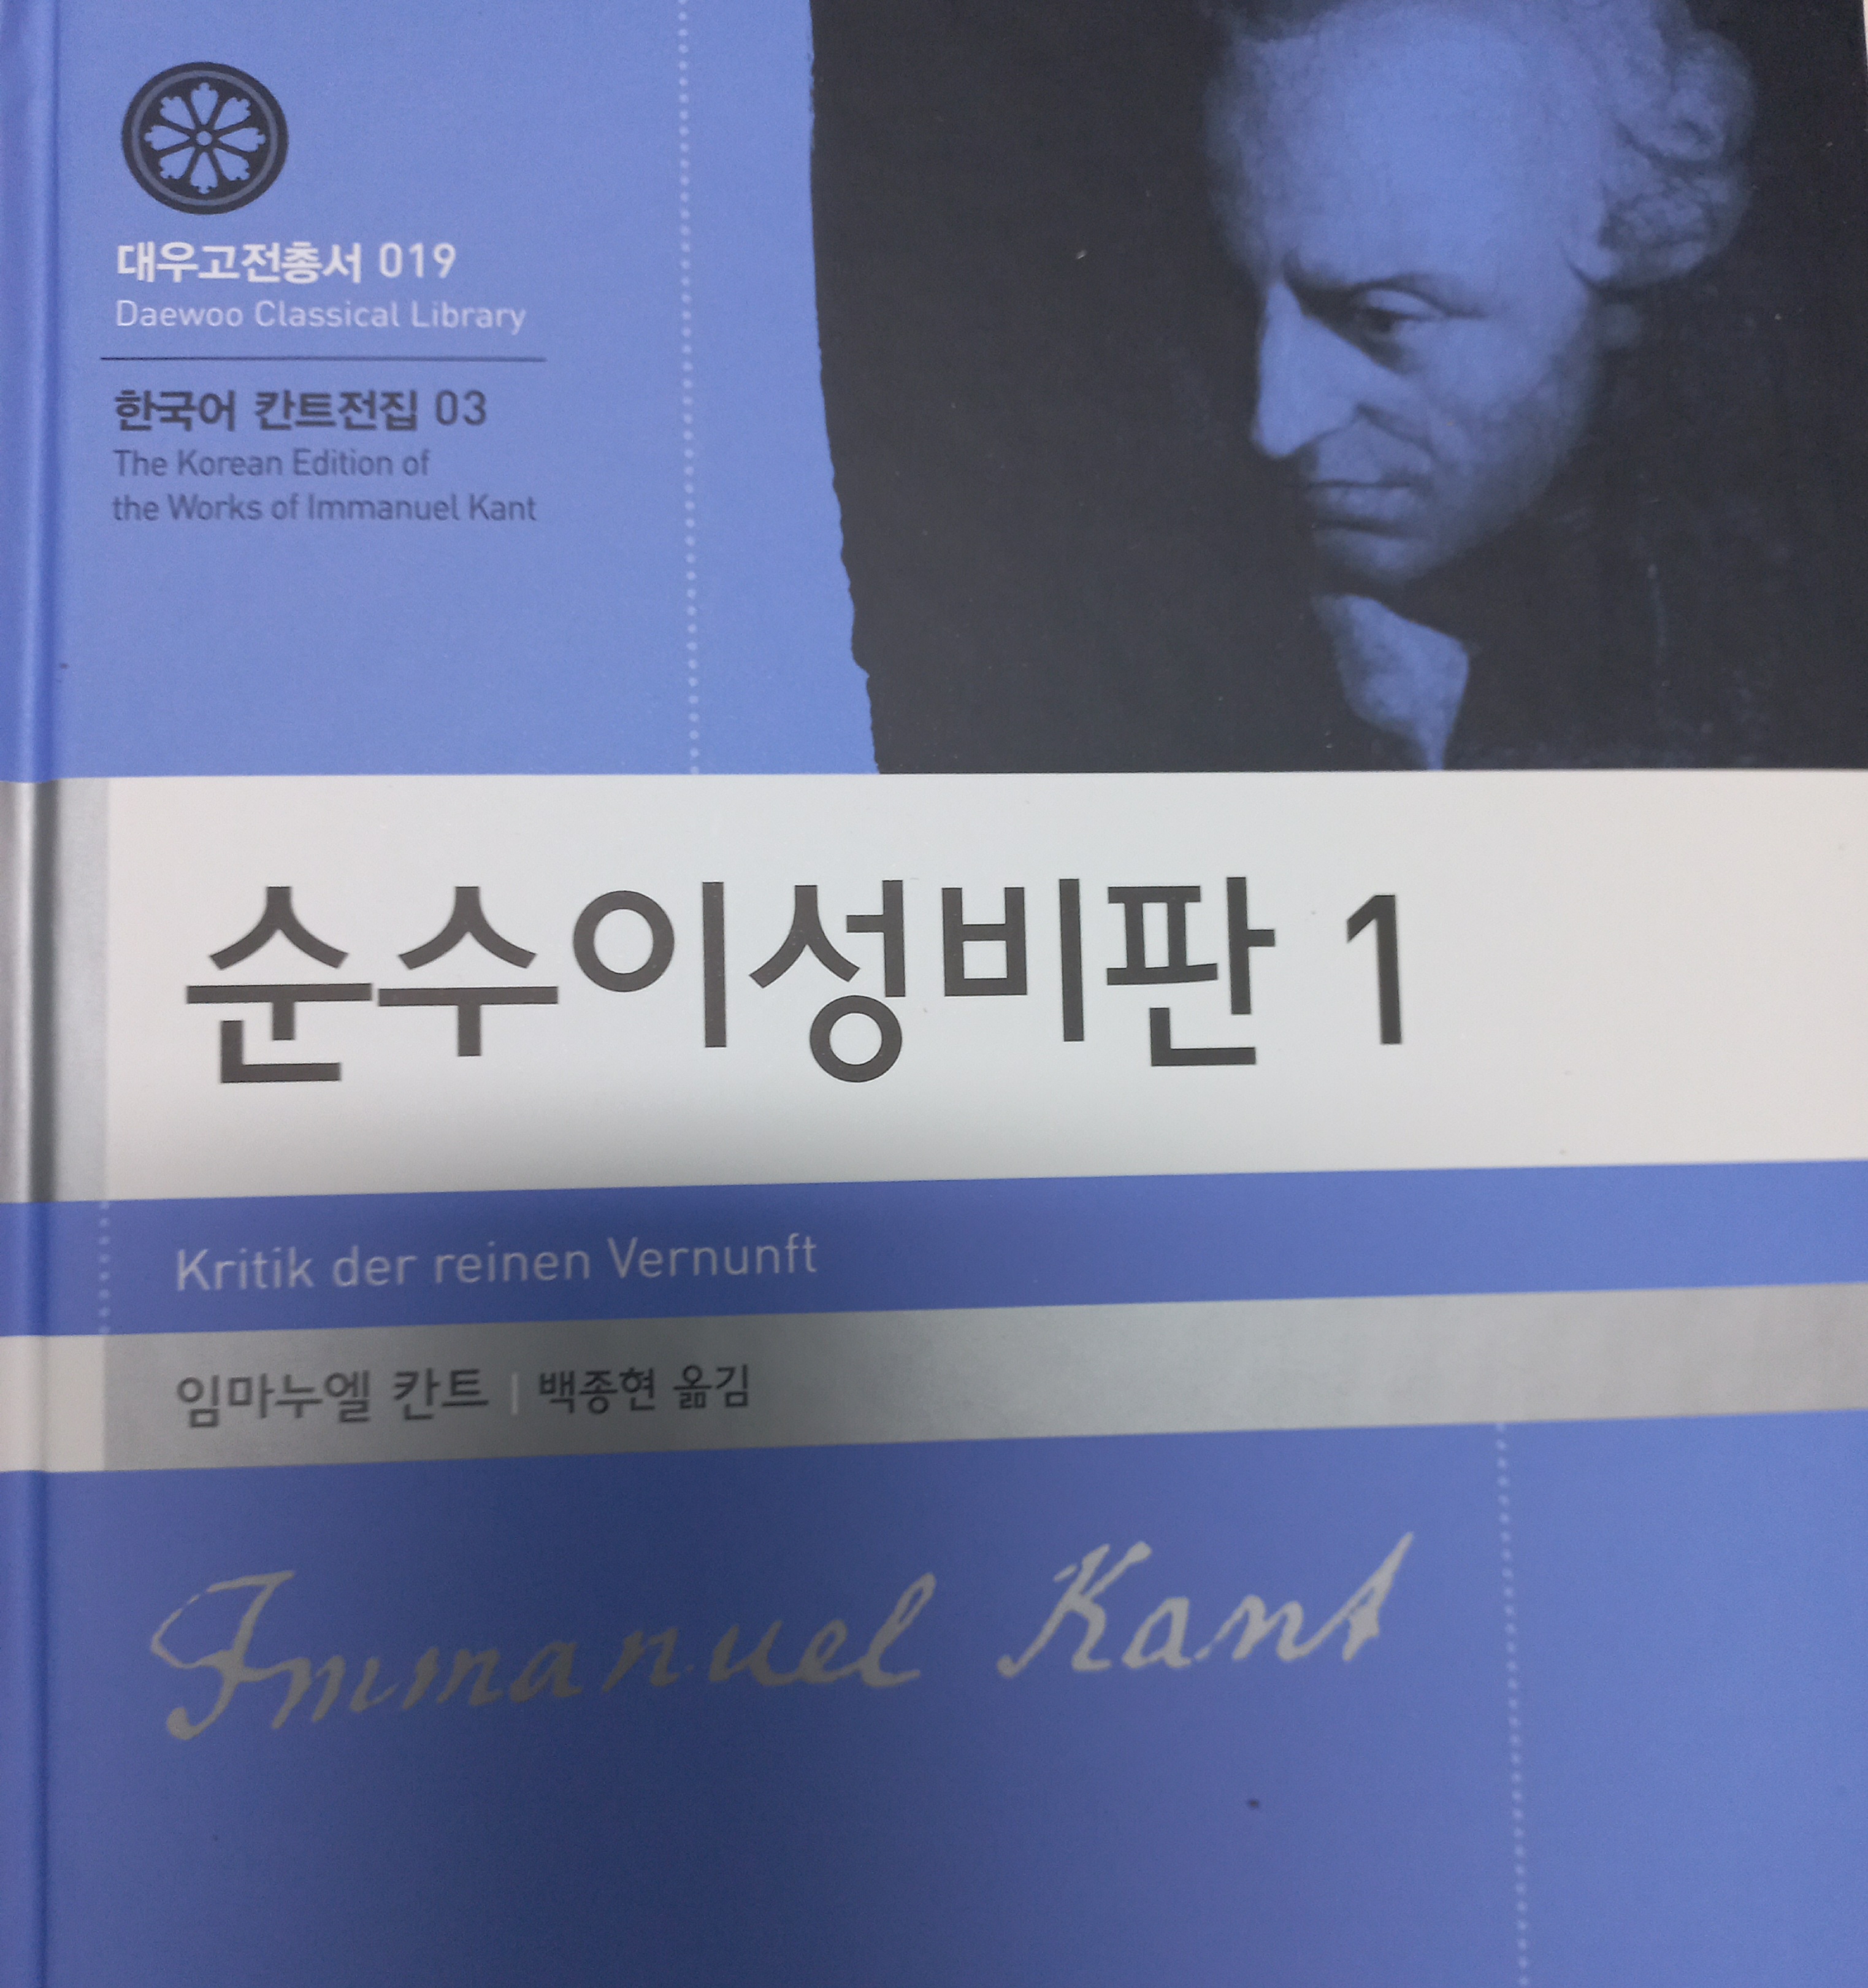 대우고전총서 019
Daewoo Classical Library
한국어 칸트전집 03
The Korean Edition of
the Works of Immanuel Kant
순수이성비판 1
Kritik der reinen Vernunft
임마누엘 칸트 | 백종현 옮김
Immanuel Kant